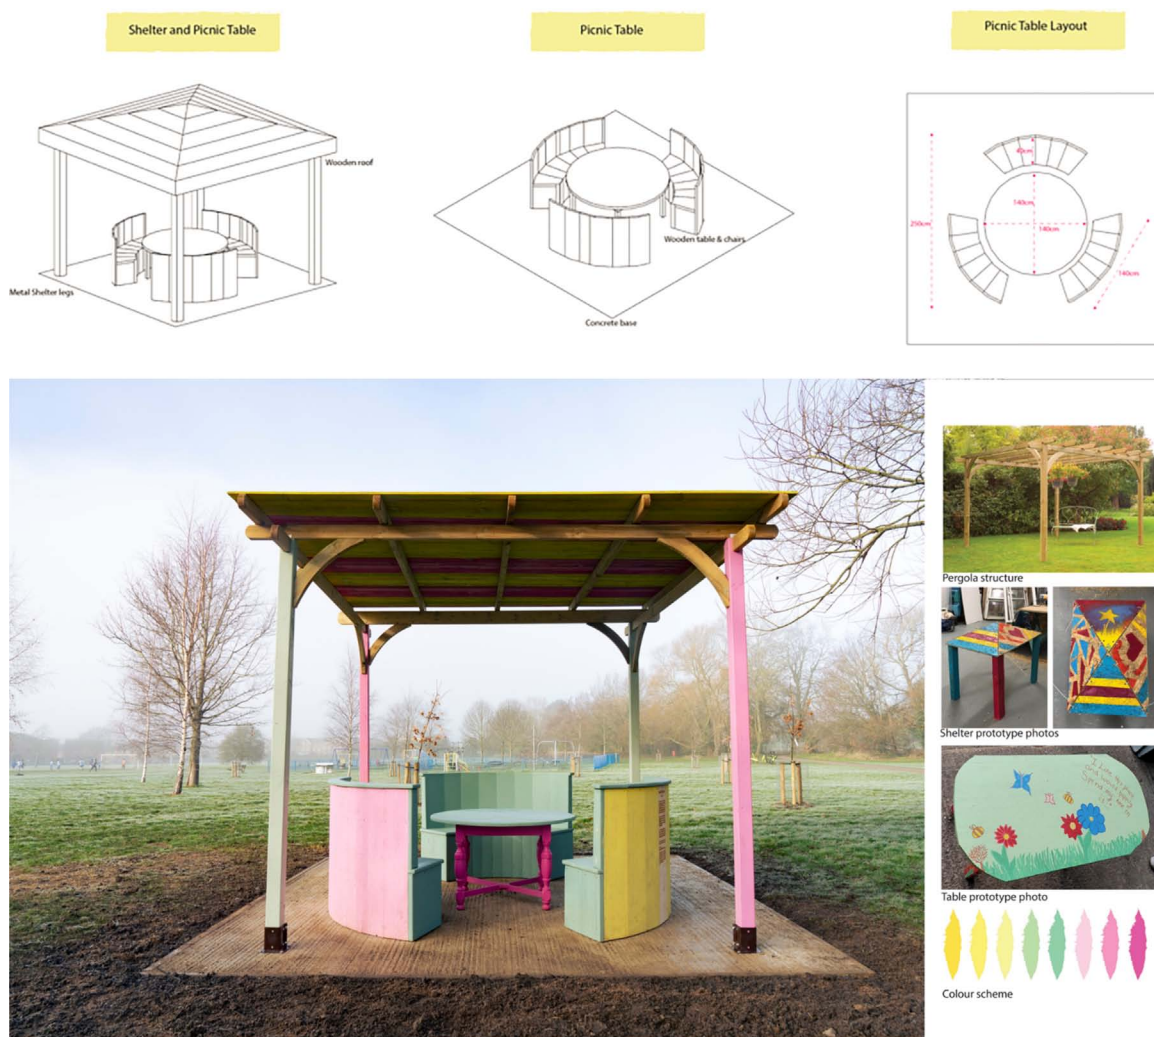 Shelter and Picnic Table
Picnic Table
Picnic Table Layout
Wooden roof
Metal Shelter legs
Wooden table & chairs
Concrete base
40cm
140cm
140cm
250cm
140cm
Pergola structure
Shelter prototype photos
Table prototype photo
Colour scheme